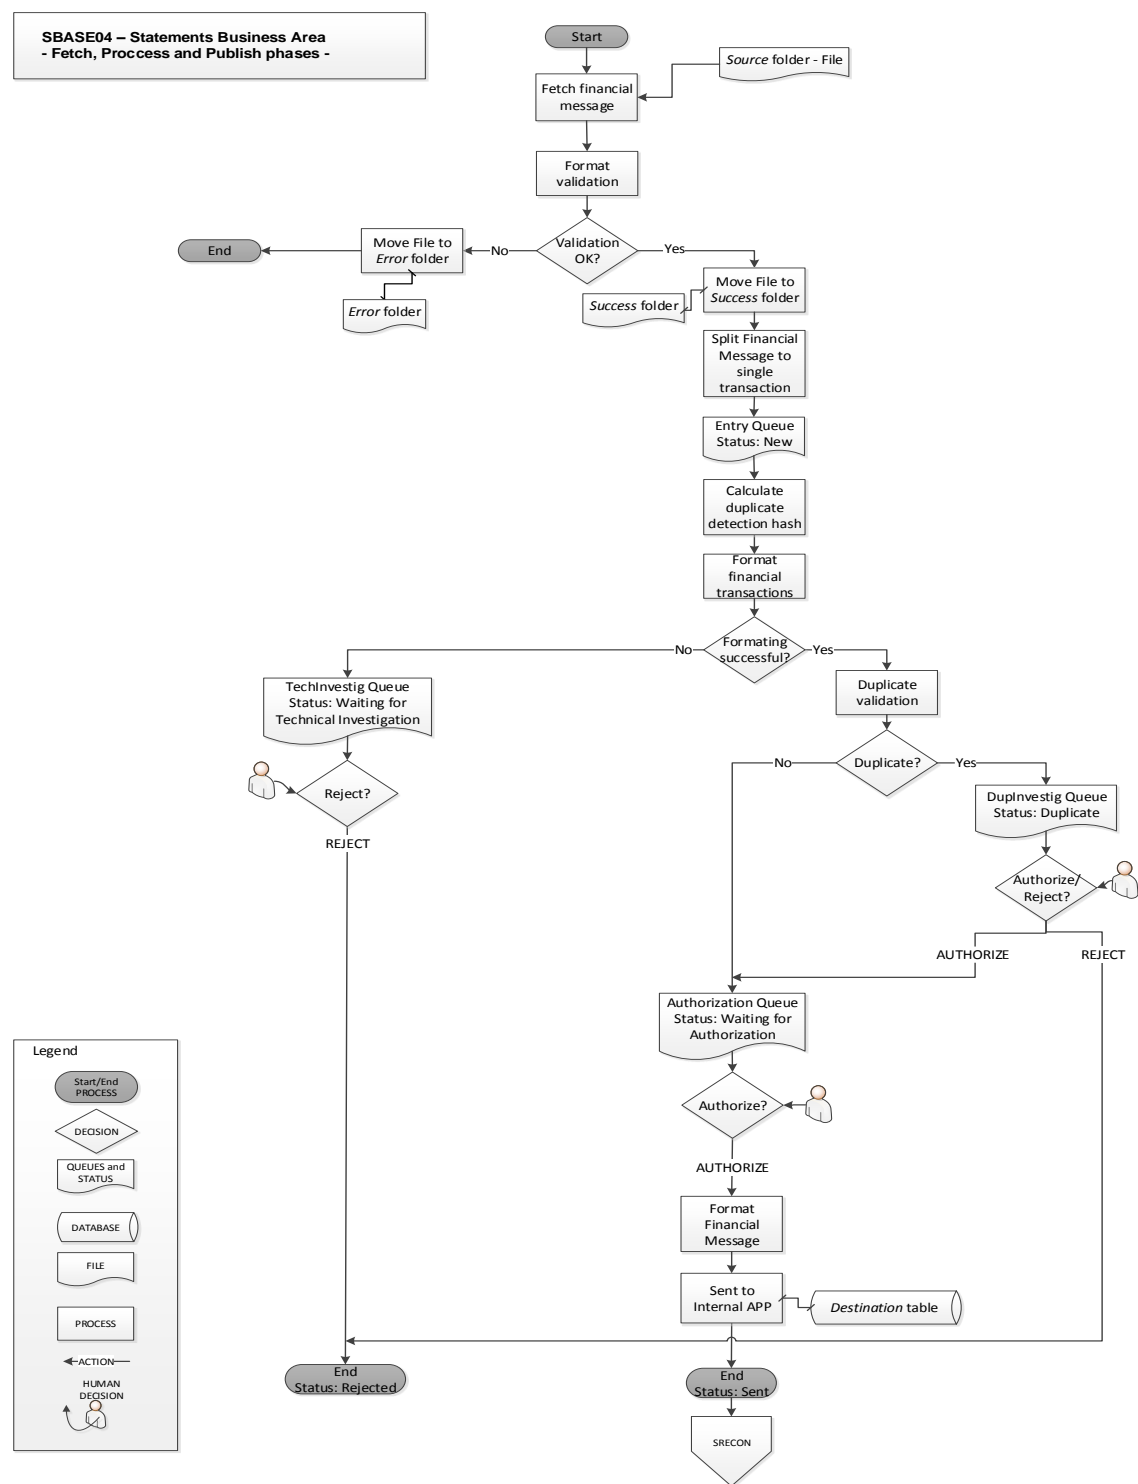 SBASE04 – Statements Business Area
- Fetch, Proccess and Publish phases -
Start
Source folder - File
Fetch financial
message
Format
validation
Validation
OK?
No
Yes
Move File to
Error folder
End
Error folder
Move File to
Success folder
Success folder
Split Financial
Message to
single
transaction
Entry Queue
Status: New
Calculate
duplicate
detection hash
Format
financial
transactions
Formating
successful?
No
Yes
TechInvestig Queue
Status: Waiting for
Technical Investigation
Duplicate
validation
Reject?
REJECT
Duplicate?
No
Yes
DupInvestig Queue
Status: Duplicate
Authorize/
Reject?
AUTHORIZE
REJECT
Authorization Queue
Status: Waiting for
Authorization
Authorize?
AUTHORIZE
Format
Financial
Message
Sent to
Internal APP
Destination table
End
Status: Rejected
End
Status: Sent
SRECON
Legend
Start/End
PROCESS
DECISION
QUEUES and
STATUS
DATABASE
FILE
PROCESS
ACTION
HUMAN
DECISION